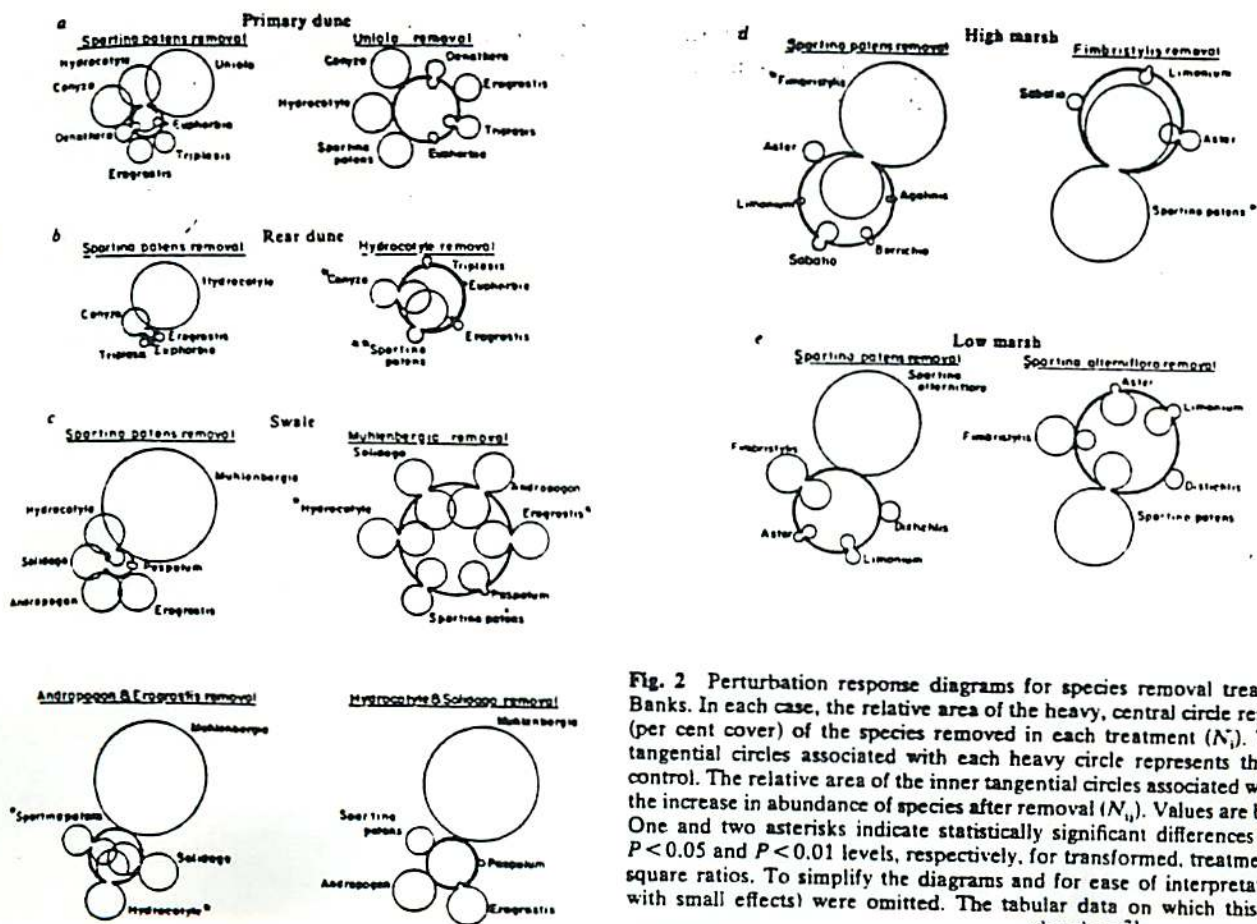 a Primary dune
Spartina patens removal
Hydrocotyle
Uniola
Conyza
Oenothera
Euphorbia
Triplasis
Eragrostis
Uniola removal
Conyza
Oenothera
Eragrostis
Hydrocotyle
Triplasis
Spartina patens
Euphorbia
b Rear dune
Spartina patens removal
Hydrocotyle
Conyza
Eragrostis
Euphorbia
Hydrocotyle removal
Triplasis
*Conyza
Euphorbia
Eragrostis
**Spartina patens
c Swale
Spartina patens removal
Muhlenbergia
Hydrocotyle
Solidago
Paspalum
Andropogon
Eragrostis
Muhlenbergia removal
Solidago
Andropogon
*Hydrocotyle
Eragrostis*
Paspalum
Spartina patens
Andropogon & Eragrostis removal
Muhlenbergia
*Spartina patens
Solidago
Hydrocotyle*
Hydrocotyle & Solidago removal
Muhlenbergia
Spartina patens
Paspalum
Andropogon
Eragrostis
d High marsh
Spartina patens removal
*Fimbristylis
Aster
Limonium
Agalinis
Borrichia
Sabatia
Fimbristylis removal
Limonium
Sabatia
Aster
Spartina patens*
e Low marsh
Spartina patens removal
Spartina alterniflora
Fimbristylis
Distichlis
Aster
Limonium
Spartina alterniflora removal
Aster
Limonium
Fimbristylis
Distichlis
Spartina patens
Fig. 2 Perturbation response diagrams for species removal trea
Banks. In each case, the relative area of the heavy, central circle re
(per cent cover) of the species removed in each treatment (Ni).
tangential circles associated with each heavy circle represents th
control. The relative area of the inner tangential circles associated w
the increase in abundance of species after removal (Nij). Values are b
One and two asterisks indicate statistically significant differences
P<0.05 and P<0.01 levels, respectively, for transformed, treatme
square ratios. To simplify the diagrams and for ease of interpreta
with small effects) were omitted. The tabular data on which this